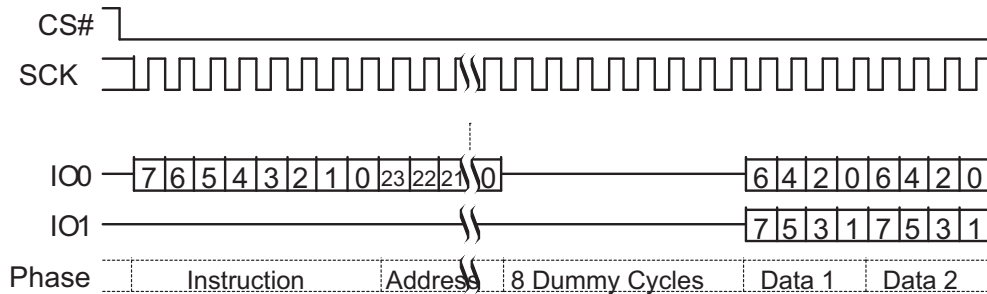 CS#
SCK
IO0 7 6 5 4 3 2 1 0 23 22 21 0 6 4 2 0 6 4 2 0
IO1 7 5 3 1 7 5 3 1
Phase Instruction Address 8 Dummy Cycles Data 1 Data 2